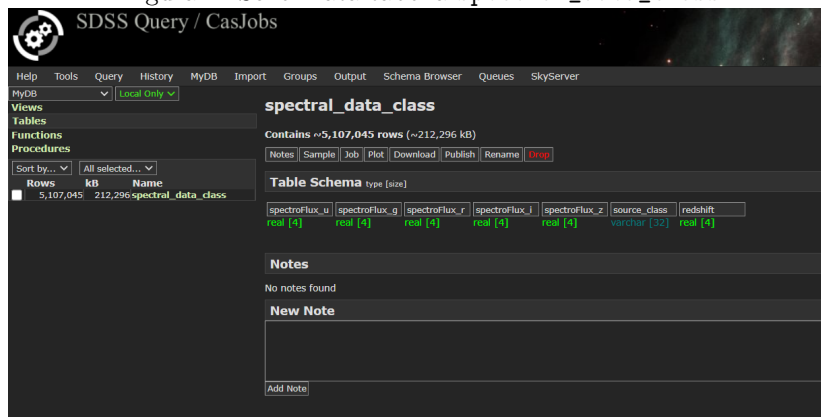 SDSS Query / CasJobs
Help Tools Query History MyDB Import Groups Output Schema Browser Queues SkyServer
MyDB Local Only
Views
Tables
Functions
Procedures
Sort by... All selected...
Rows kB Name
5,107,045 212,296 spectral_data_class
spectral_data_class
Contains ~5,107,045 rows (~212,296 kB)
Notes Sample Job Plot Download Publish Rename Drop
Table Schema type [size]
spectroFlux_u spectroFlux_g spectroFlux_r spectroFlux_i spectroFlux_z source_class redshift
real [4] real [4] real [4] real [4] real [4] varchar [32] real [4]
Notes
No notes found
New Note
Add Note